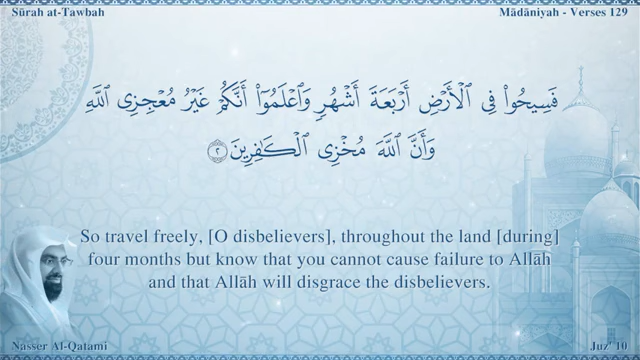 Sūrah at-Tawbah
Mādāniyah - Verses 129
فَسِيحُوا۟ فِى ٱلْأَرْضِ أَرْبَعَةَ أَشْهُرٍ وَٱعْلَمُوٓا۟ أَنَّكُمْ غَيْرُ مُعْجِزِى ٱللَّهِ
وَأَنَّ ٱللَّهَ مُخْزِى ٱلْكَـٰفِرِينَ ٢
So travel freely, [O disbelievers], throughout the land [during]
four months but know that you cannot cause failure to Allāh
and that Allāh will disgrace the disbelievers.
Nasser Al-Qatami
Juz' 10